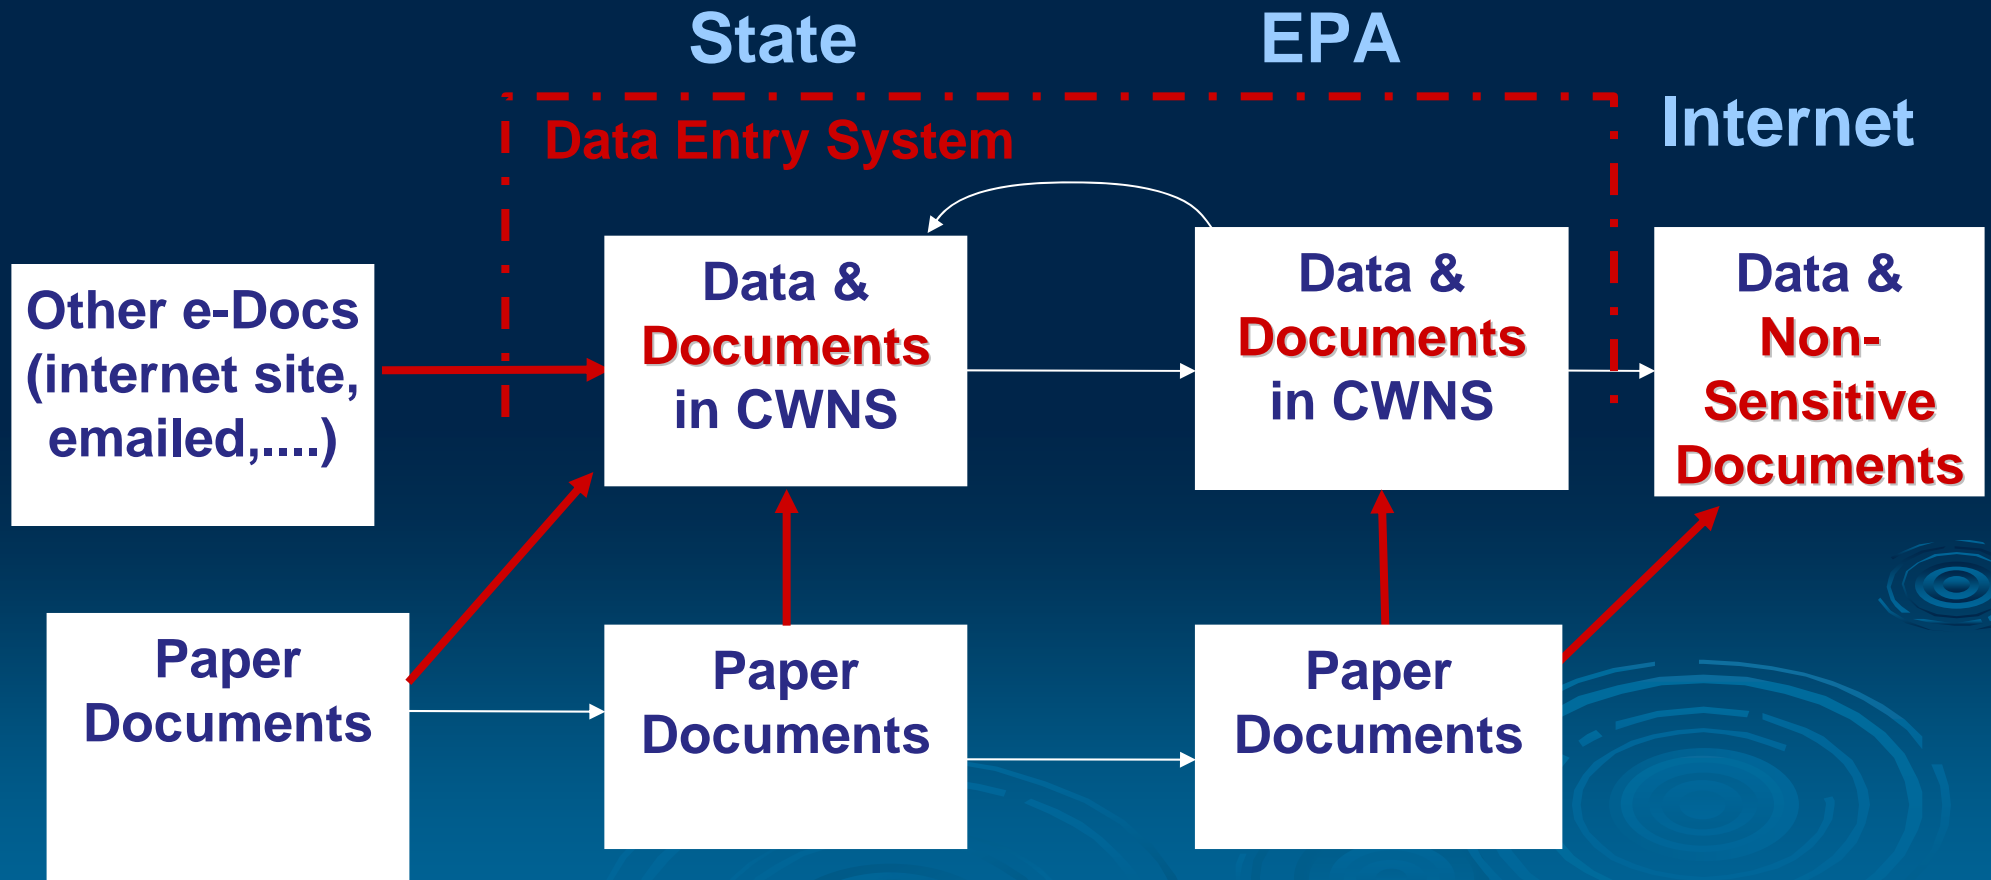 State
EPA
Internet
Data Entry System
Other e-Docs
(internet site,
emailed,....)
Data &
Documents
in CWNS
Data &
Documents
in CWNS
Data &
Non-
Sensitive
Documents
Paper
Documents
Paper
Documents
Paper
Documents